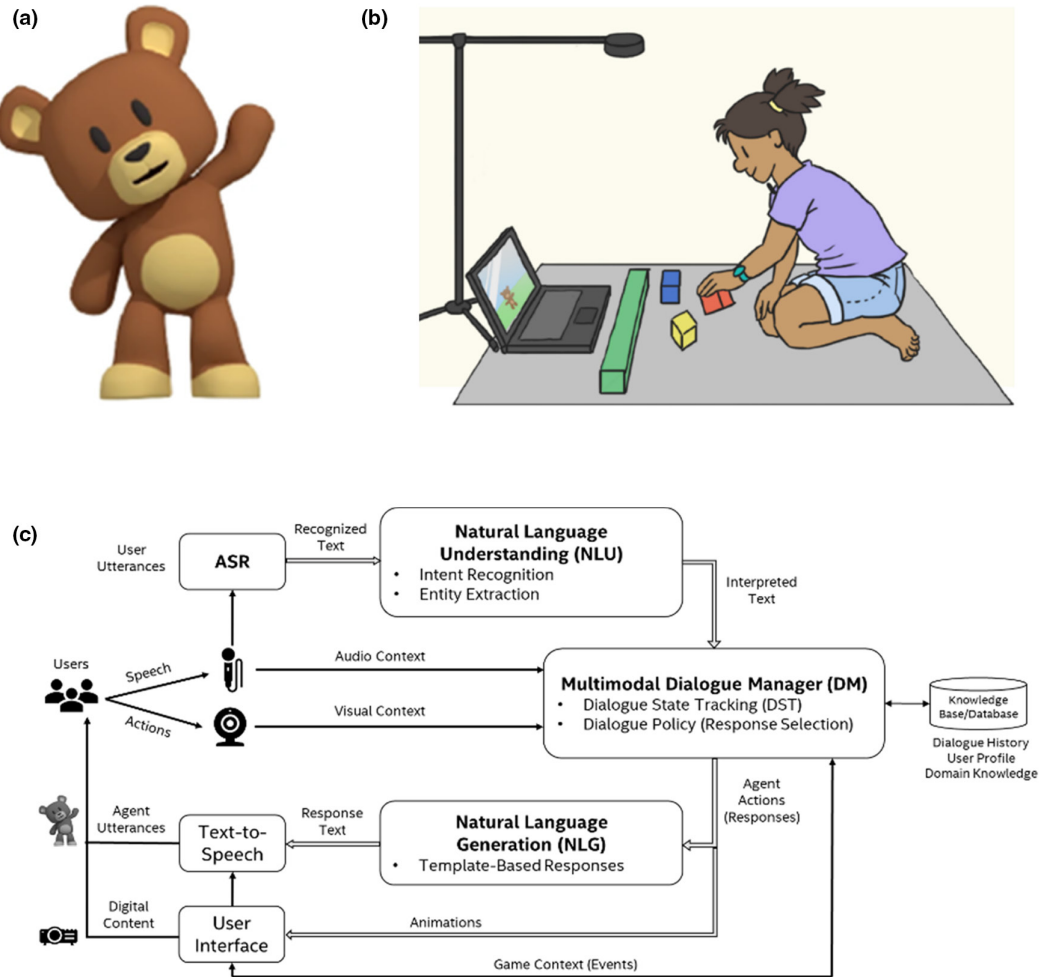 (a)
(b)
(c)
User
Utterances
ASR
Recognized
Text
Natural Language
Understanding (NLU)
• Intent Recognition
• Entity Extraction
Interpreted
Text
Users
Speech
Actions
Audio Context
Visual Context
Multimodal Dialogue Manager (DM)
• Dialogue State Tracking (DST)
• Dialogue Policy (Response Selection)
Knowledge
Base/Database
Dialogue History
User Profile
Domain Knowledge
Agent
Utterances
Text-to-
Speech
Response
Text
Natural Language
Generation (NLG)
• Template-Based Responses
Agent
Actions
(Responses)
Digital
Content
User
Interface
Animations
Game Context (Events)